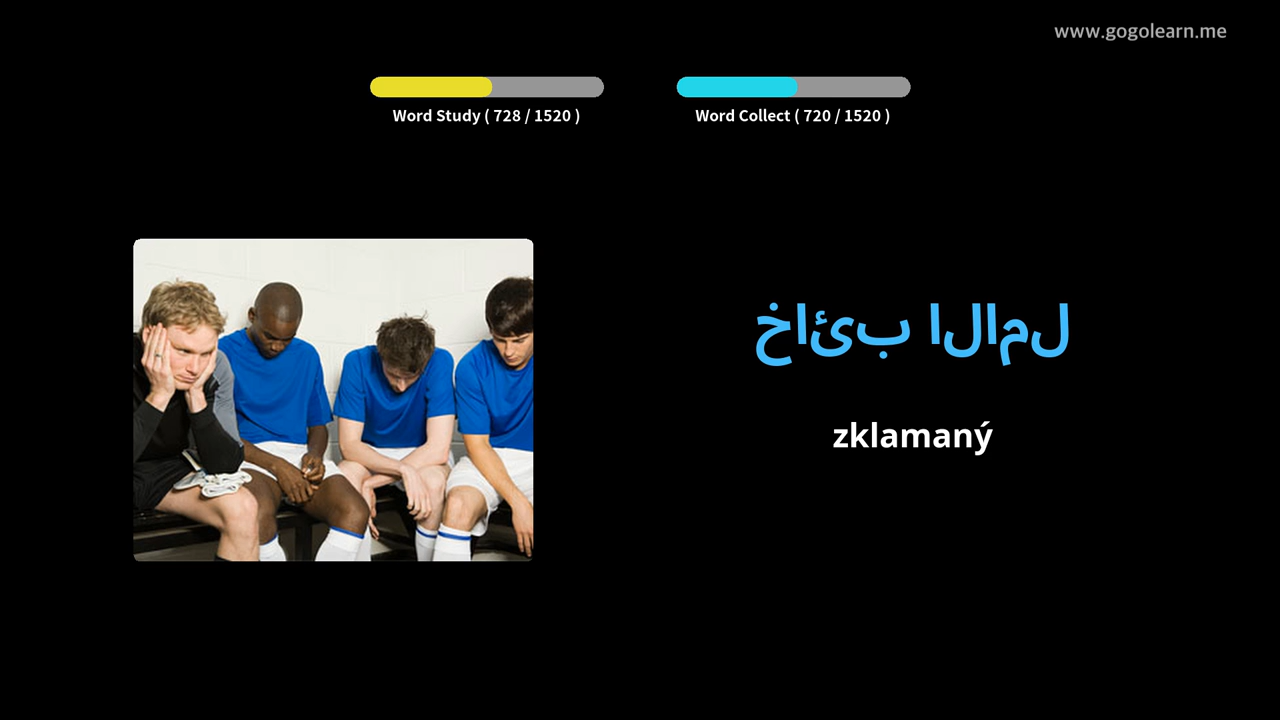 www.gogolearn.me
Word Study ( 728 / 1520 )
Word Collect ( 720 / 1520 )
خائب الامل
zklamaný